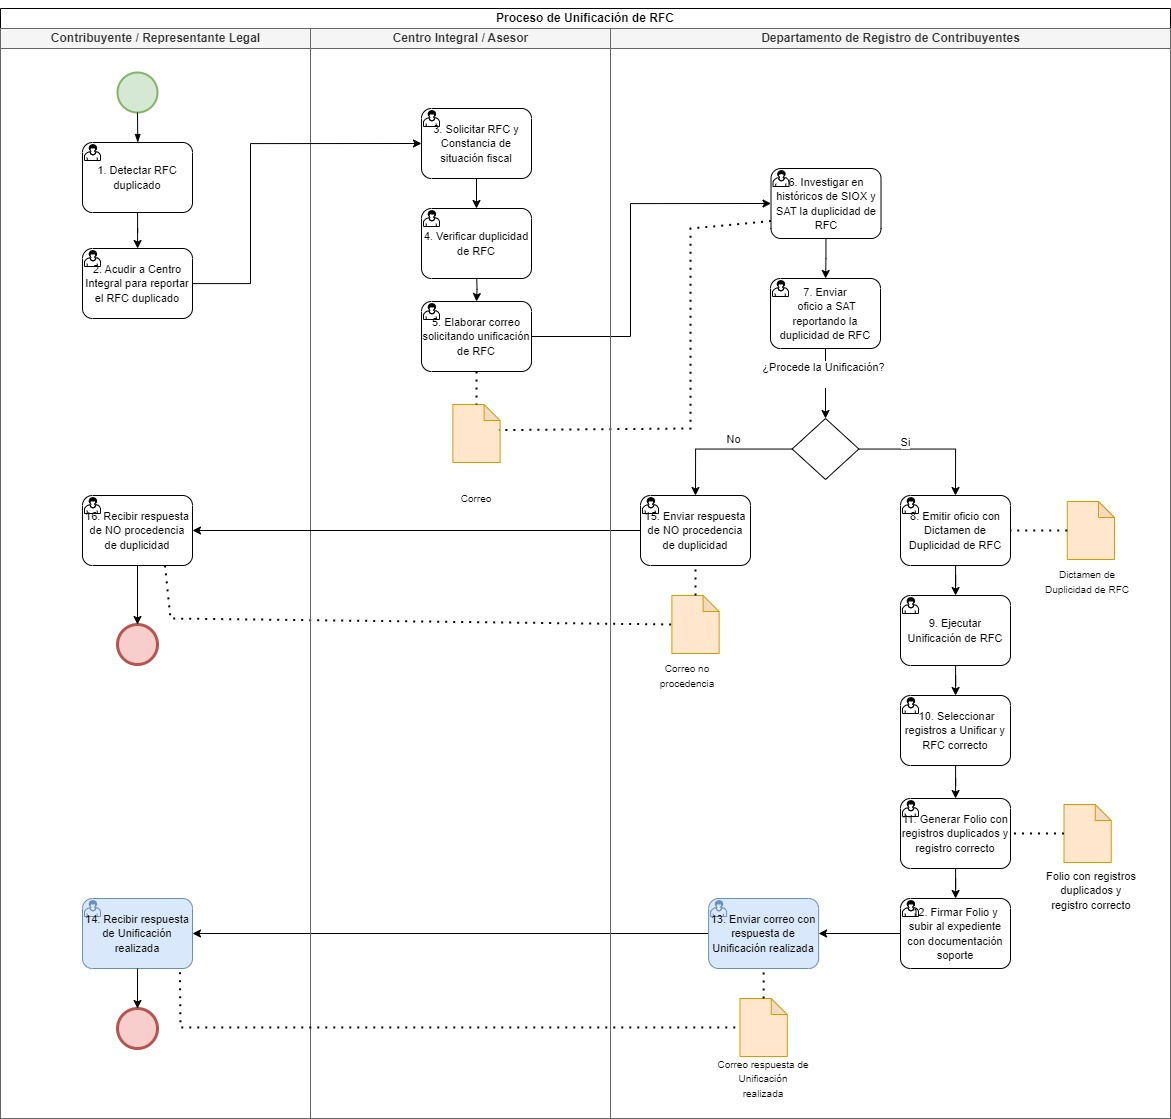 Proceso de Unificación de RFC
Contribuyente / Representante Legal
Centro Integral / Asesor
Departamento de Registro de Contribuyentes
1. Detectar RFC
duplicado
2. Acudir a Centro
Integral para reportar
el RFC duplicado
3. Solicitar RFC y
Constancia de
situación fiscal
4. Verificar duplicidad
de RFC
5. Elaborar correo
solicitando unificación
de RFC
Correo
6. Investigar en
históricos de SIOX y
SAT la duplicidad de
RFC
7. Enviar
oficio a SAT
reportando la
duplicidad de RFC
¿Procede la Unificación?
No
Si
16. Recibir respuesta
de NO procedencia
de duplicidad
15. Enviar respuesta
de NO procedencia
de duplicidad
Correo no
procedencia
8. Emitir oficio con
Dictamen de
Duplicidad de RFC
Dictamen de
Duplicidad de RFC
9. Ejecutar
Unificación de RFC
10. Seleccionar
registros a Unificar y
RFC correcto
11. Generar Folio con
registros duplicados y
registro correcto
Folio con registros
duplicados y
registro correcto
12. Firmar Folio y
subir al expediente
con documentación
soporte
13. Enviar correo con
respuesta de
Unificación realizada
14. Recibir respuesta
de Unificación
realizada
Correo respuesta de
Unificación
realizada